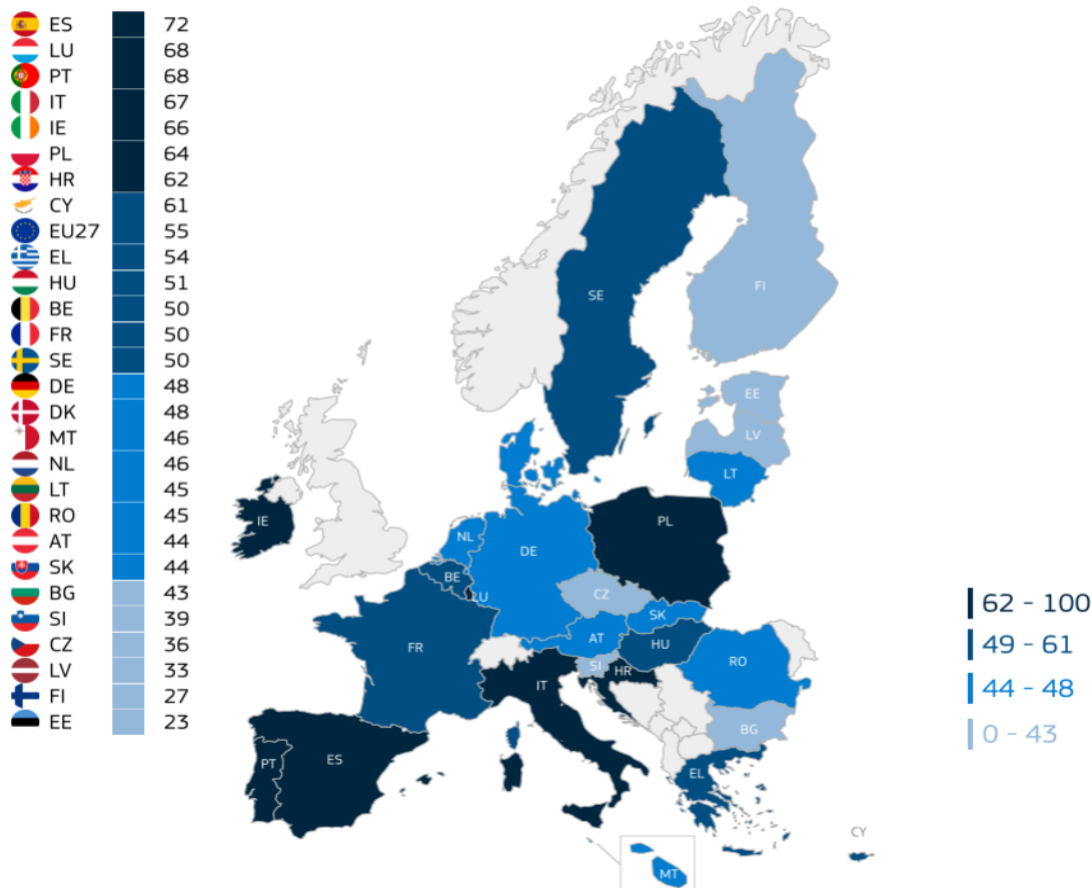 ES 72
LU 68
PT 68
IT 67
IE 66
PL 64
HR 62
CY 61
EU27 55
EL 54
HU 51
BE 50
FR 50
SE 50
DE 48
DK 48
MT 46
NL 46
LT 45
RO 45
AT 44
SK 44
BG 43
SI 39
CZ 36
LV 33
FI 27
EE 23
SE
FI
EE
LV
LT
IE
PL
NL
DE
BE
LU
CZ
SK
FR
AT
HU
RO
SI
HR
IT
BG
PT
ES
EL
CY
MT
62 - 100
49 - 61
44 - 48
0 - 43